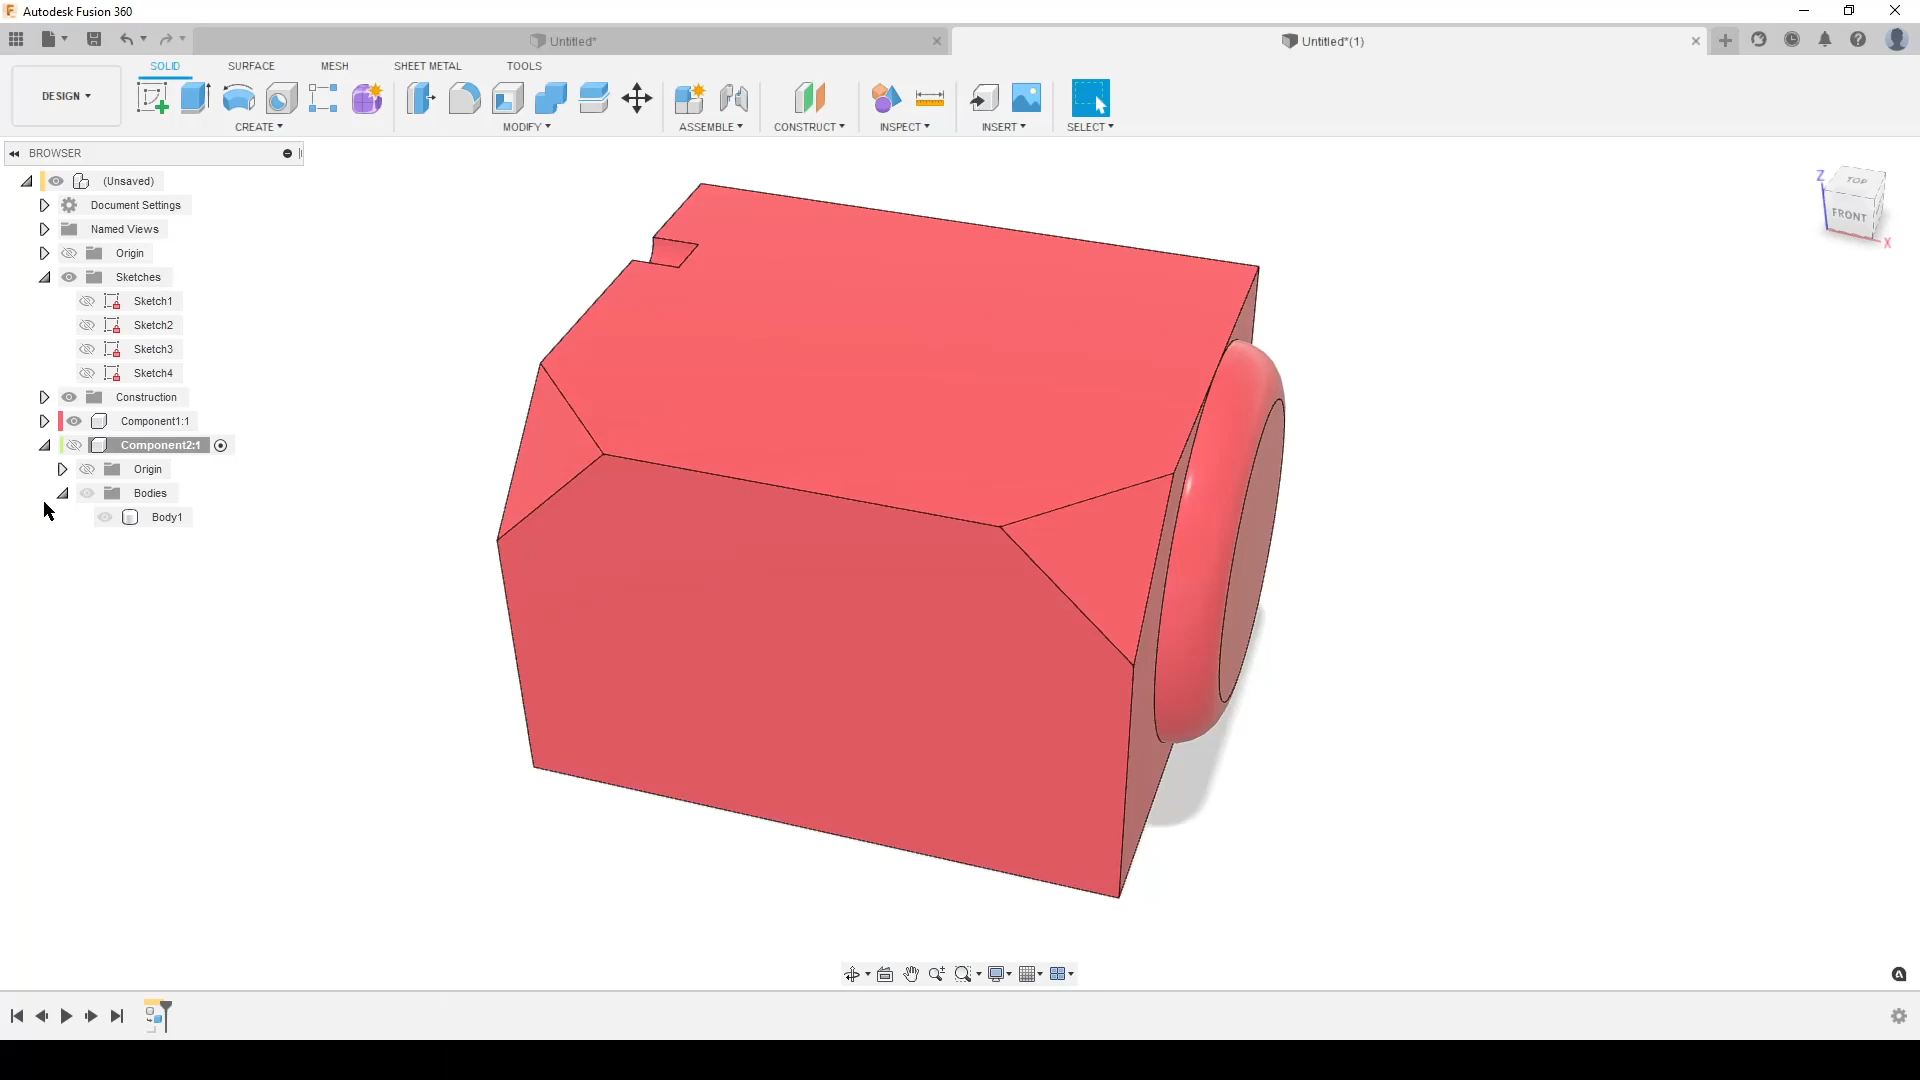 Autodesk Fusion 360
Untitled*
Untitled*(1)
DESIGN
SOLID
SURFACE
MESH
SHEET METAL
TOOLS
CREATE
MODIFY
ASSEMBLE
CONSTRUCT
INSPECT
INSERT
SELECT
BROWSER
(Unsaved)
Document Settings
Named Views
Origin
Sketches
Sketch1
Sketch2
Sketch3
Sketch4
Construction
Component1:1
Component2:1
Origin
Bodies
Body1
Z
TOP
FRONT
X